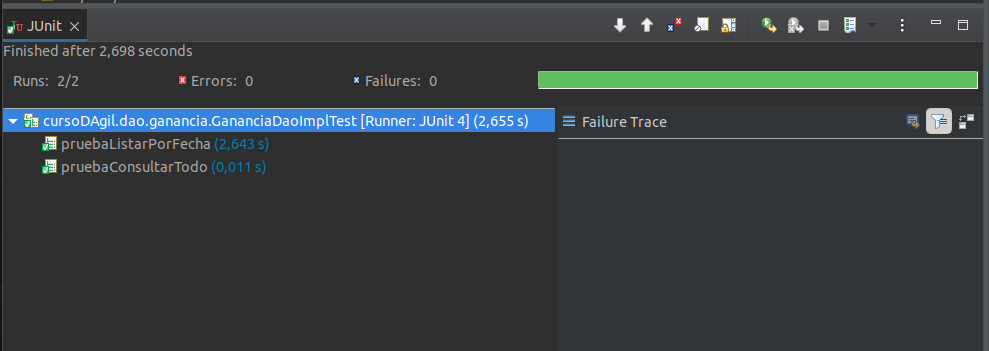 JUnit
Finished after 2,698 seconds
Runs: 2/2 Errors: 0 Failures: 0
cursoDAgil.dao.ganancia.GananciaDaoImplTest [Runner: JUnit 4] (2,655 s)
pruebaListarPorFecha (2,643 s)
pruebaConsultarTodo (0,011 s)
Failure Trace